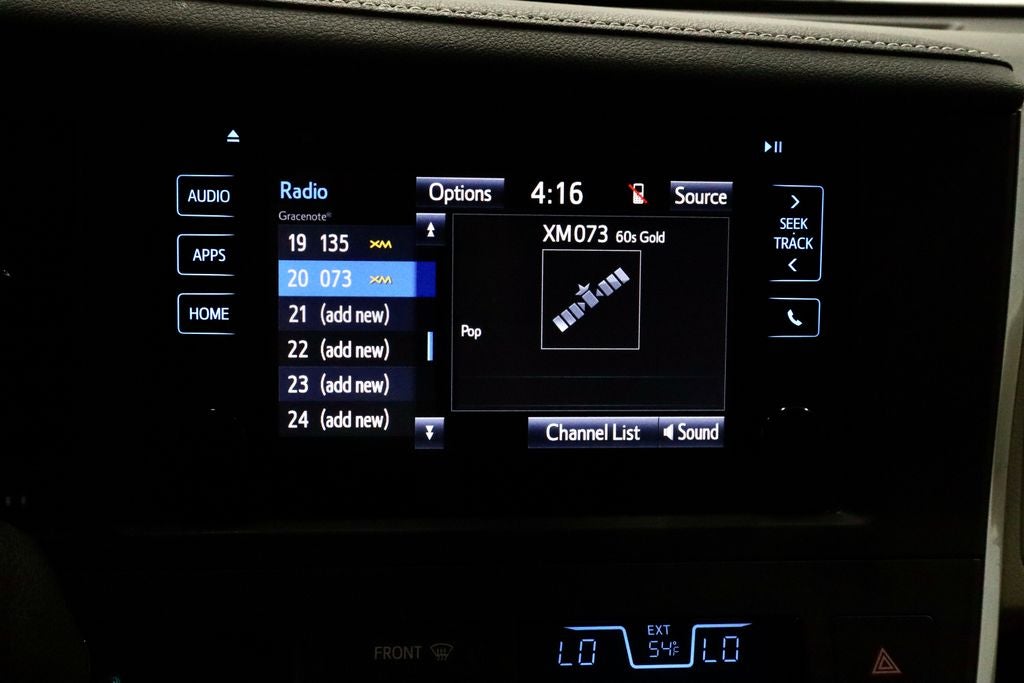 AUDIO
APPS
HOME
Radio
Gracenote®
Options
4:16
Source
19 135 XM
20 073 XM
21 (add new)
22 (add new)
23 (add new)
24 (add new)
XM073 60s Gold
Pop
Channel List
Sound
SEEK
TRACK
FRONT
LO
EXT
54°F
LO